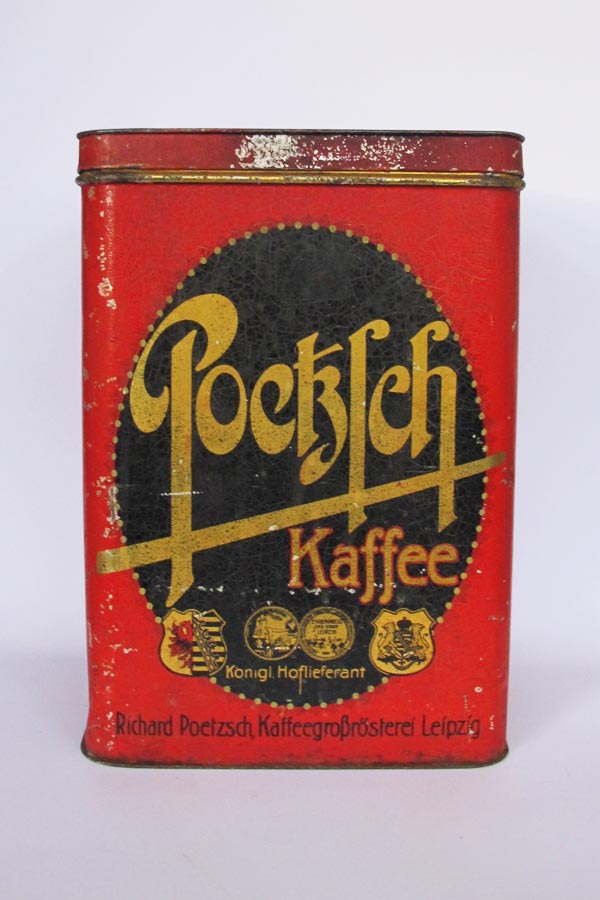 Poetzsch
Kaffee
Königl. Hoflieferant
Richard Poetzsch, Kaffeegroßrösterei Leipzig